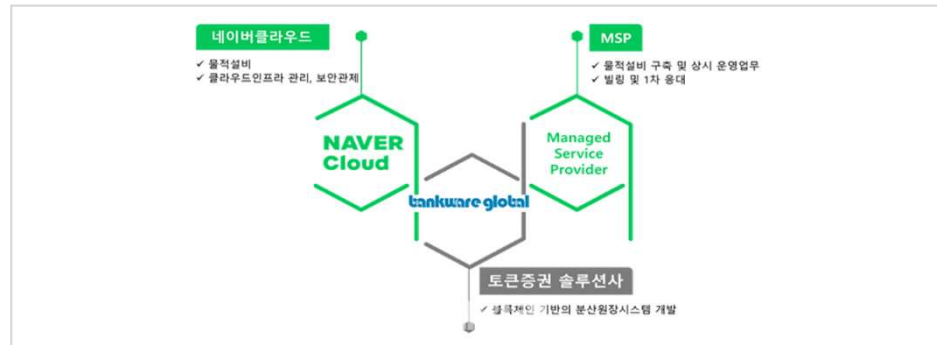 네이버클라우드
✓ 물적설비
✓ 클라우드인프라 관리, 보안관제
MSP
✓ 물적설비 구축 및 상시 운영업무
✓ 빌링 및 1차 응대
NAVER
Cloud
Managed
Service
Provider
bankware global
토큰증권 솔루션사
✓ 블록체인 기반의 분산원장시스템 개발